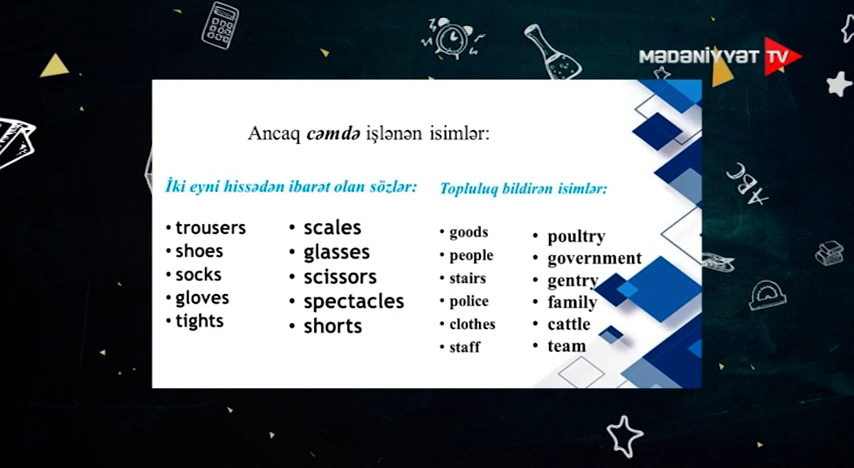 MƏDƏNİYYƏT TV
Ancaq cəmdə işlənən isimlər:
İki eyni hissədən ibarət olan sözlər:
• trousers
• shoes
• socks
• gloves
• tights
• scales
• glasses
• scissors
• spectacles
• shorts
Topluluq bildirən isimlər:
• goods
• people
• stairs
• police
• clothes
• staff
• poultry
• government
• gentry
• family
• cattle
• team
ABC